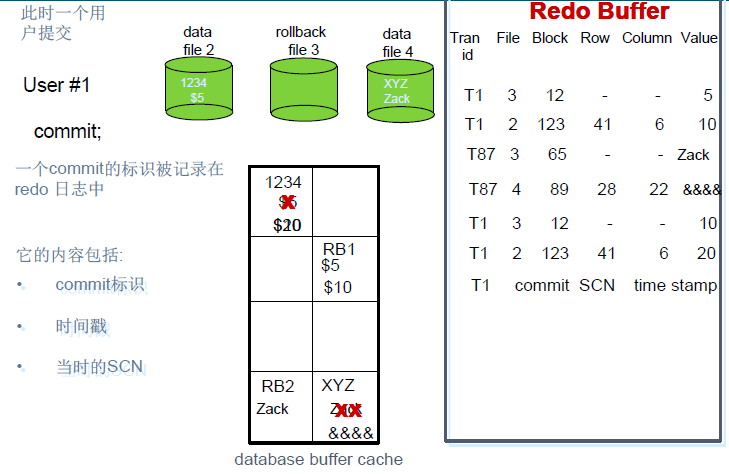 此时一个用
户提交
User #1
commit;
一个commit的标识被记录在
redo 日志中
它的内容包括:
• commit标识
• 时间戳
• 当时的SCN
data
file 2
1234
$5
rollback
file 3
data
file 4
XYZ
Zack
1234
$5
$20
RB1
$5
$10
RB2
Zack
XYZ
Zack
&&&&
database buffer cache
Redo Buffer
Tran File Block Row Column Value
id
T1 3 12 - - 5
T1 2 123 41 6 10
T87 3 65 - - Zack
T87 4 89 28 22 &&&&
T1 3 12 - - 10
T1 2 123 41 6 20
T1 commit SCN time stamp